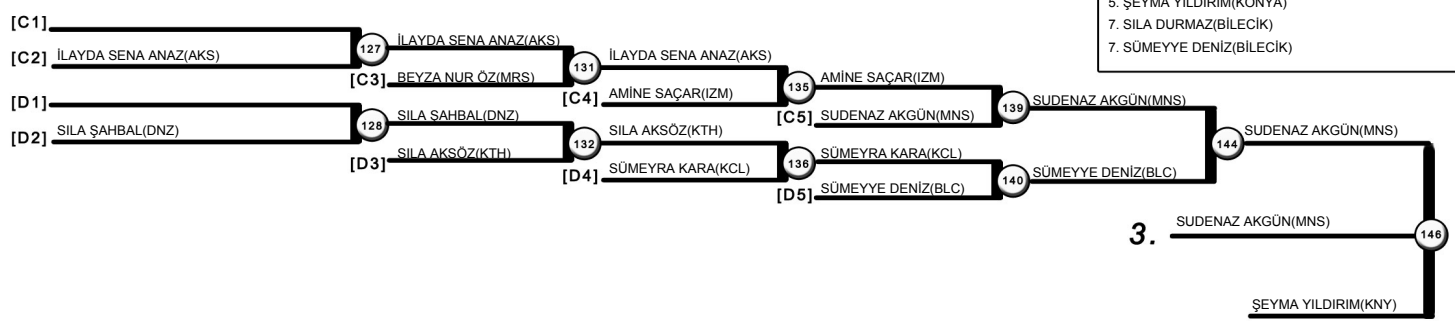 5. ŞEYMA YILDIRIM(KONYA)
7. SILA DURMAZ(BİLECİK)
7. SÜMEYYE DENİZ(BİLECİK)
[C1]
[C2] İLAYDA SENA ANAZ(AKS)
127 İLAYDA SENA ANAZ(AKS)
[C3] BEYZA NUR ÖZ(MRS)
131 İLAYDA SENA ANAZ(AKS)
[C4] AMİNE SAÇAR(IZM)
135 AMİNE SAÇAR(IZM)
[C5] SUDENAZ AKGÜN(MNS)
139 SUDENAZ AKGÜN(MNS)
[D1]
[D2] SILA ŞAHBAL(DNZ)
128 SILA ŞAHBAL(DNZ)
[D3] SILA AKSÖZ(KTH)
132 SILA AKSÖZ(KTH)
[D4] SÜMEYRA KARA(KCL)
136 SÜMEYRA KARA(KCL)
[D5] SÜMEYYE DENİZ(BLC)
140 SÜMEYYE DENİZ(BLC)
144 SUDENAZ AKGÜN(MNS)
3. SUDENAZ AKGÜN(MNS)
146
ŞEYMA YILDIRIM(KNY)